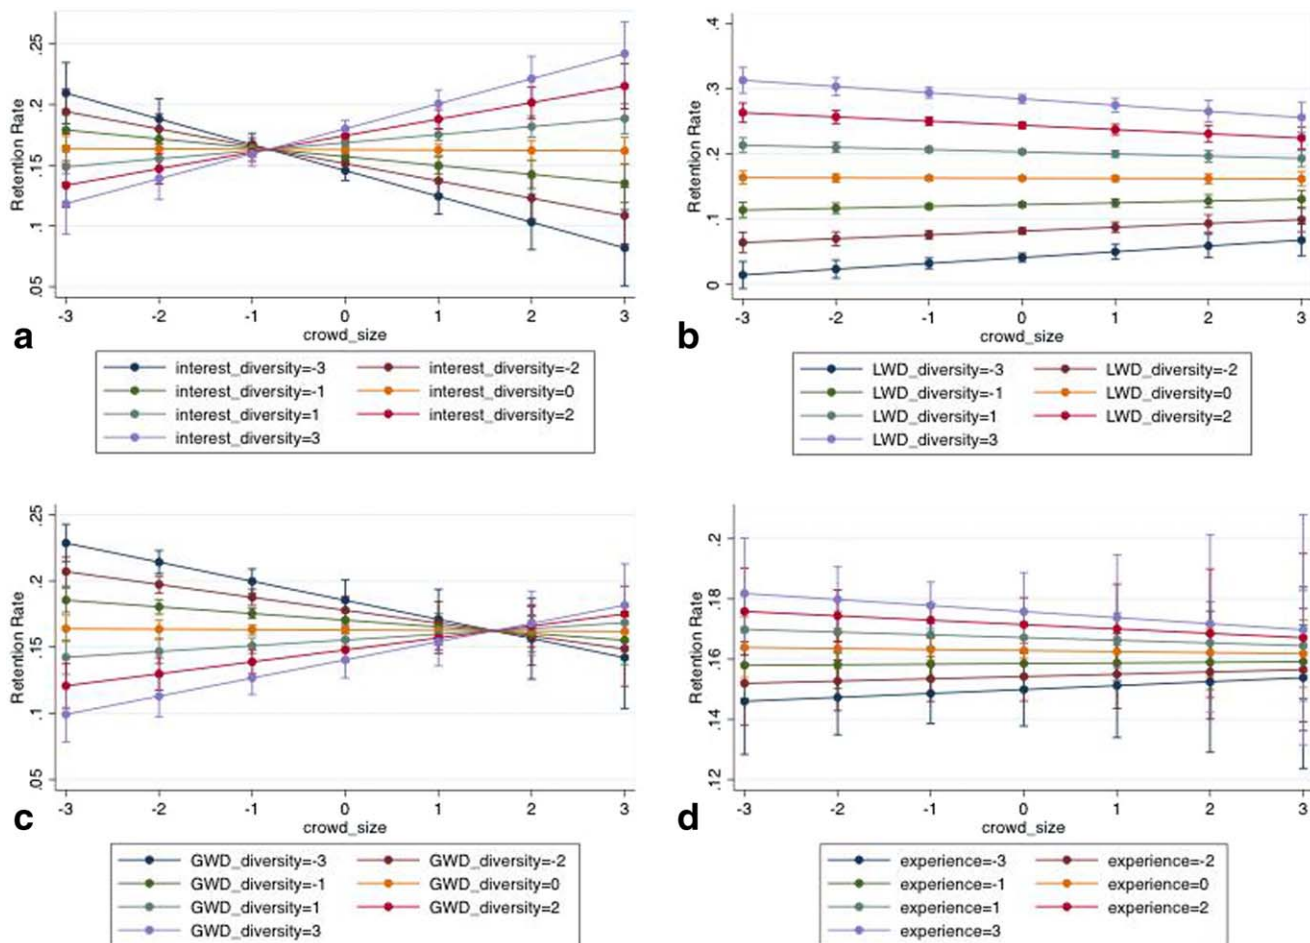 .25
.2
.15
.1
.05
Retention Rate
-3 -2 -1 0 1 2 3
crowd_size
a
interest_diversity=-3 interest_diversity=-2
interest_diversity=-1 interest_diversity=0
interest_diversity=1 interest_diversity=2
interest_diversity=3
.4
.3
.2
.1
0
Retention Rate
-3 -2 -1 0 1 2 3
crowd_size
b
LWD_diversity=-3 LWD_diversity=-2
LWD_diversity=-1 LWD_diversity=0
LWD_diversity=1 LWD_diversity=2
LWD_diversity=3
.25
.2
.15
.1
.05
Retention Rate
-3 -2 -1 0 1 2 3
crowd_size
c
GWD_diversity=-3 GWD_diversity=-2
GWD_diversity=-1 GWD_diversity=0
GWD_diversity=1 GWD_diversity=2
GWD_diversity=3
.2
.18
.16
.14
.12
Retention Rate
-3 -2 -1 0 1 2 3
crowd_size
d
experience=-3 experience=-2
experience=-1 experience=0
experience=1 experience=2
experience=3